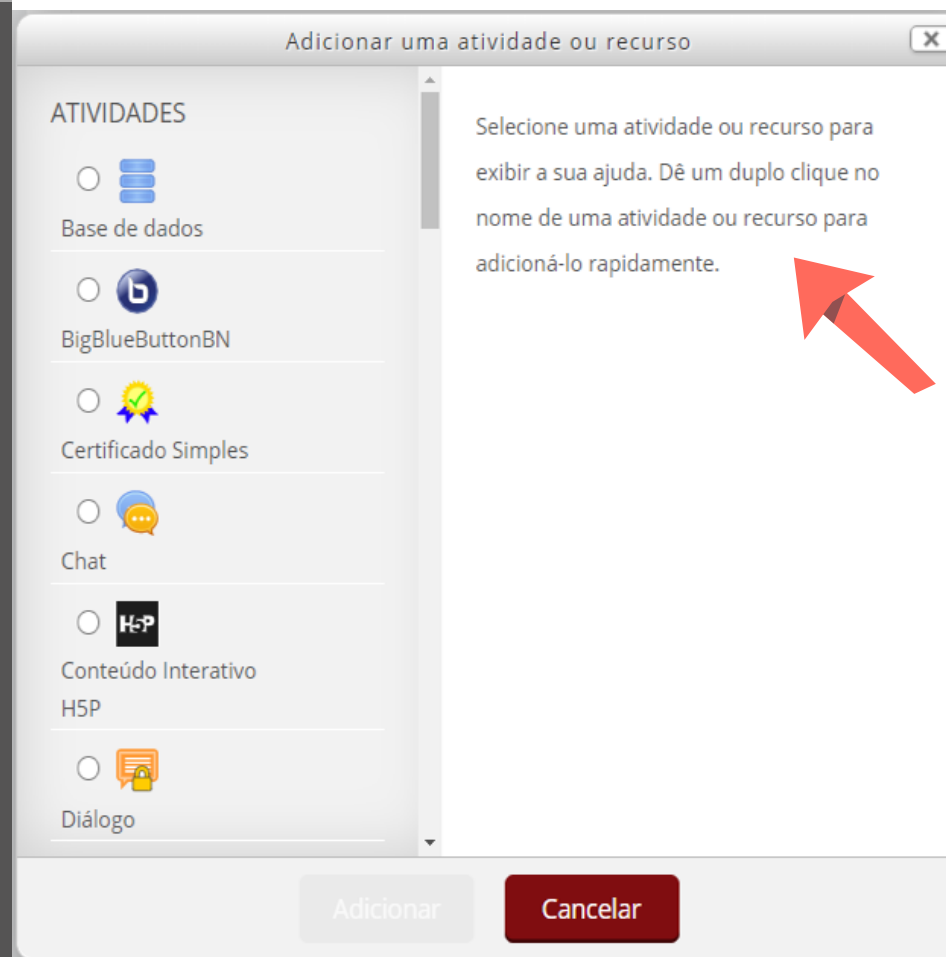 Adicionar uma atividade ou recurso
ATIVIDADES
Base de dados
BigBlueButtonBN
Certificado Simples
Chat
H5P
Conteúdo Interativo
H5P
Diálogo
Selecione uma atividade ou recurso para
exibir a sua ajuda. Dê um duplo clique no
nome de uma atividade ou recurso para
adicioná-lo rapidamente.
Adicionar
Cancelar